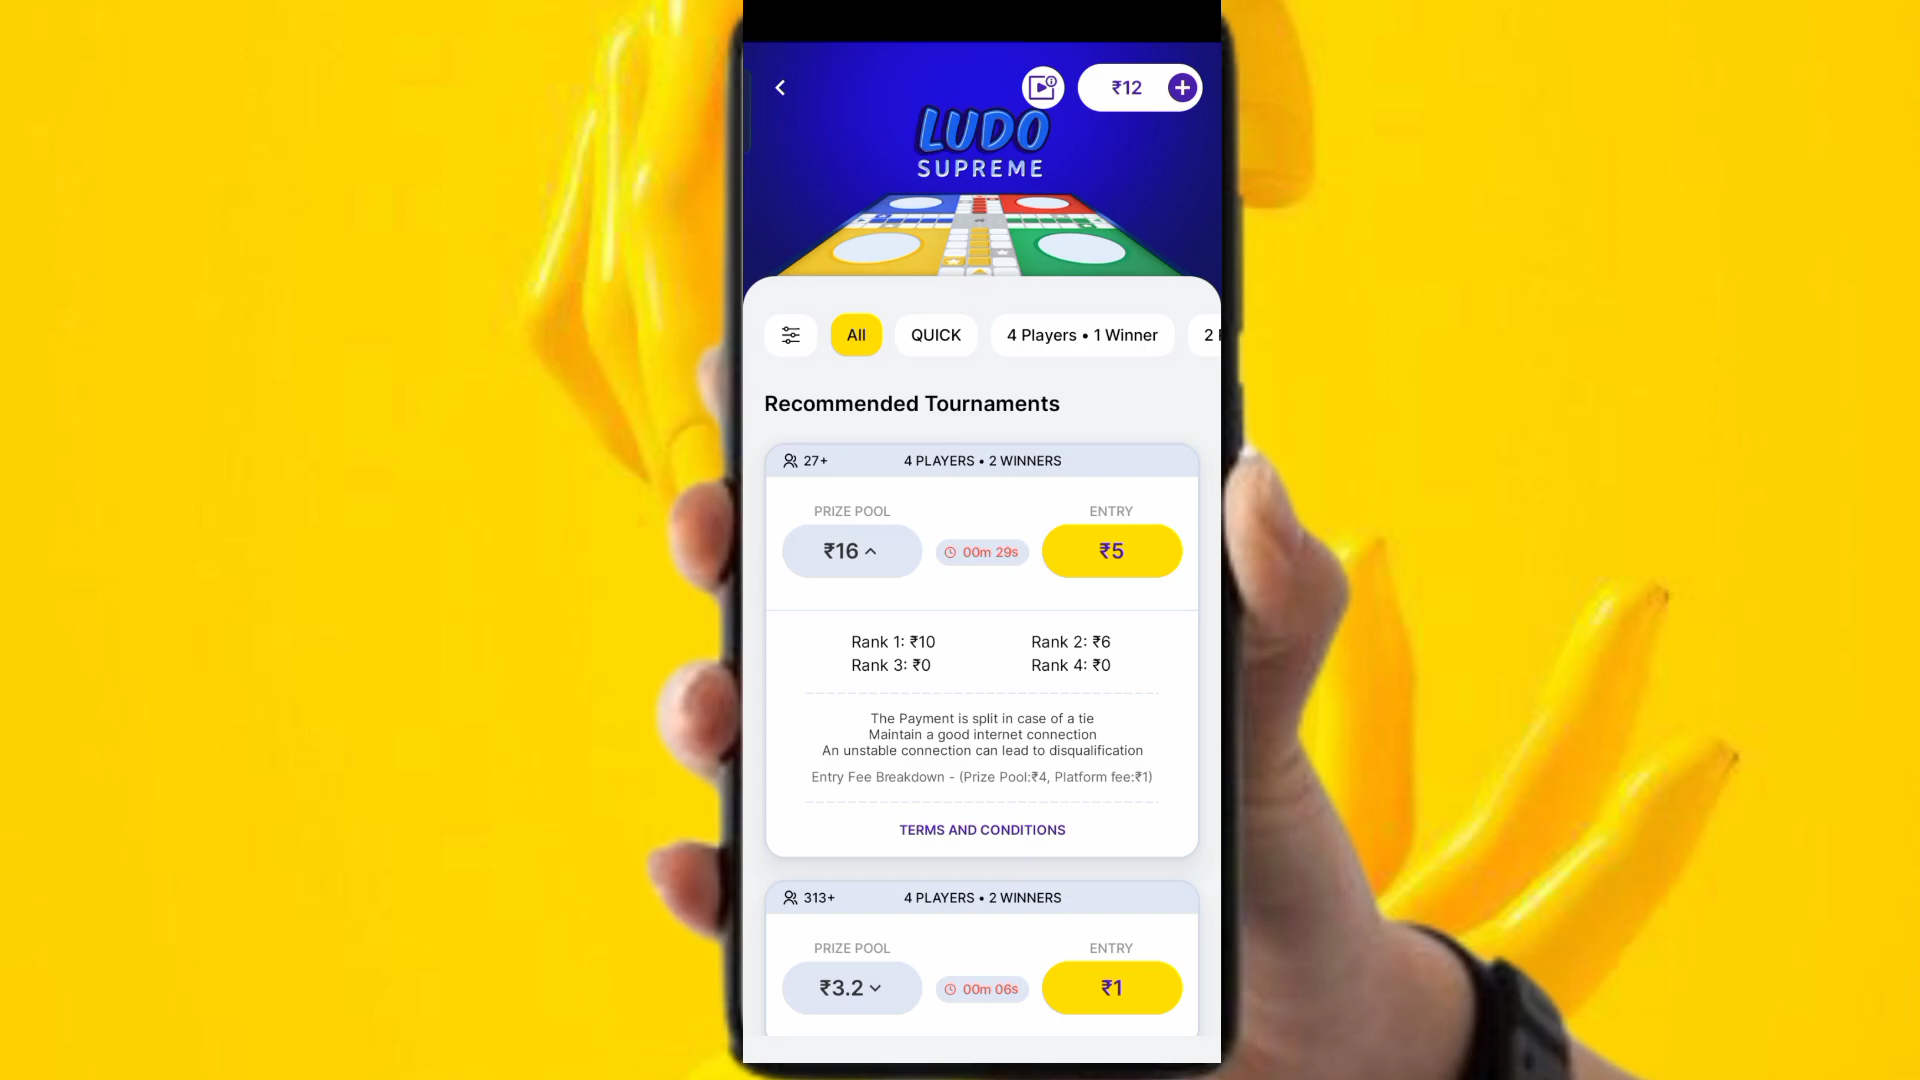 ₹12
LUDO
SUPREME
All
QUICK
4 Players • 1 Winner
2
Recommended Tournaments
27+
4 PLAYERS • 2 WINNERS
PRIZE POOL
ENTRY
₹16
00m 29s
₹5
Rank 1: ₹10
Rank 2: ₹6
Rank 3: ₹0
Rank 4: ₹0
The Payment is split in case of a tie
Maintain a good internet connection
An unstable connection can lead to disqualification
Entry Fee Breakdown - (Prize Pool:₹4, Platform fee:₹1)
TERMS AND CONDITIONS
313+
4 PLAYERS • 2 WINNERS
PRIZE POOL
ENTRY
₹3.2
00m 06s
₹1